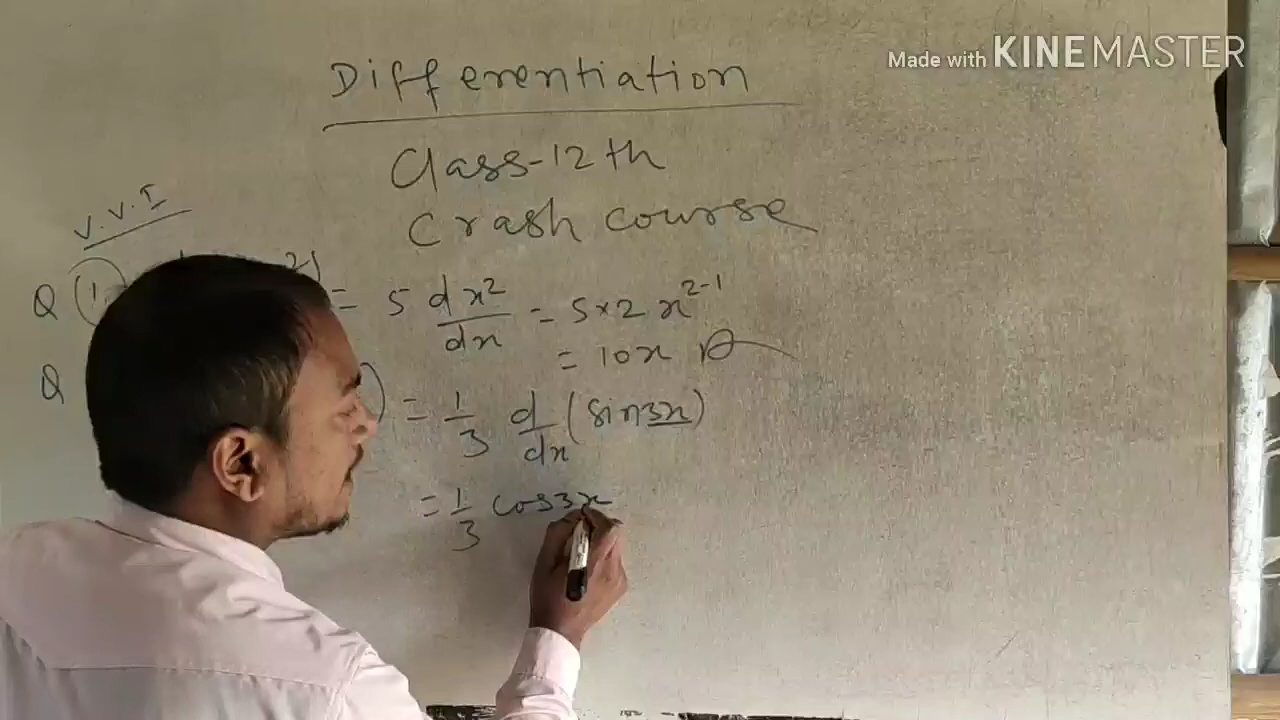 Made with KINEMASTER
Differentiation
Class-12th
Crash course
V.V.I
Q (1) = 5 dx²/dx = 5×2 x²⁻¹
= 10x
Q ) = 1/3 d/dx (sin3x)
= 1/3 cos3x